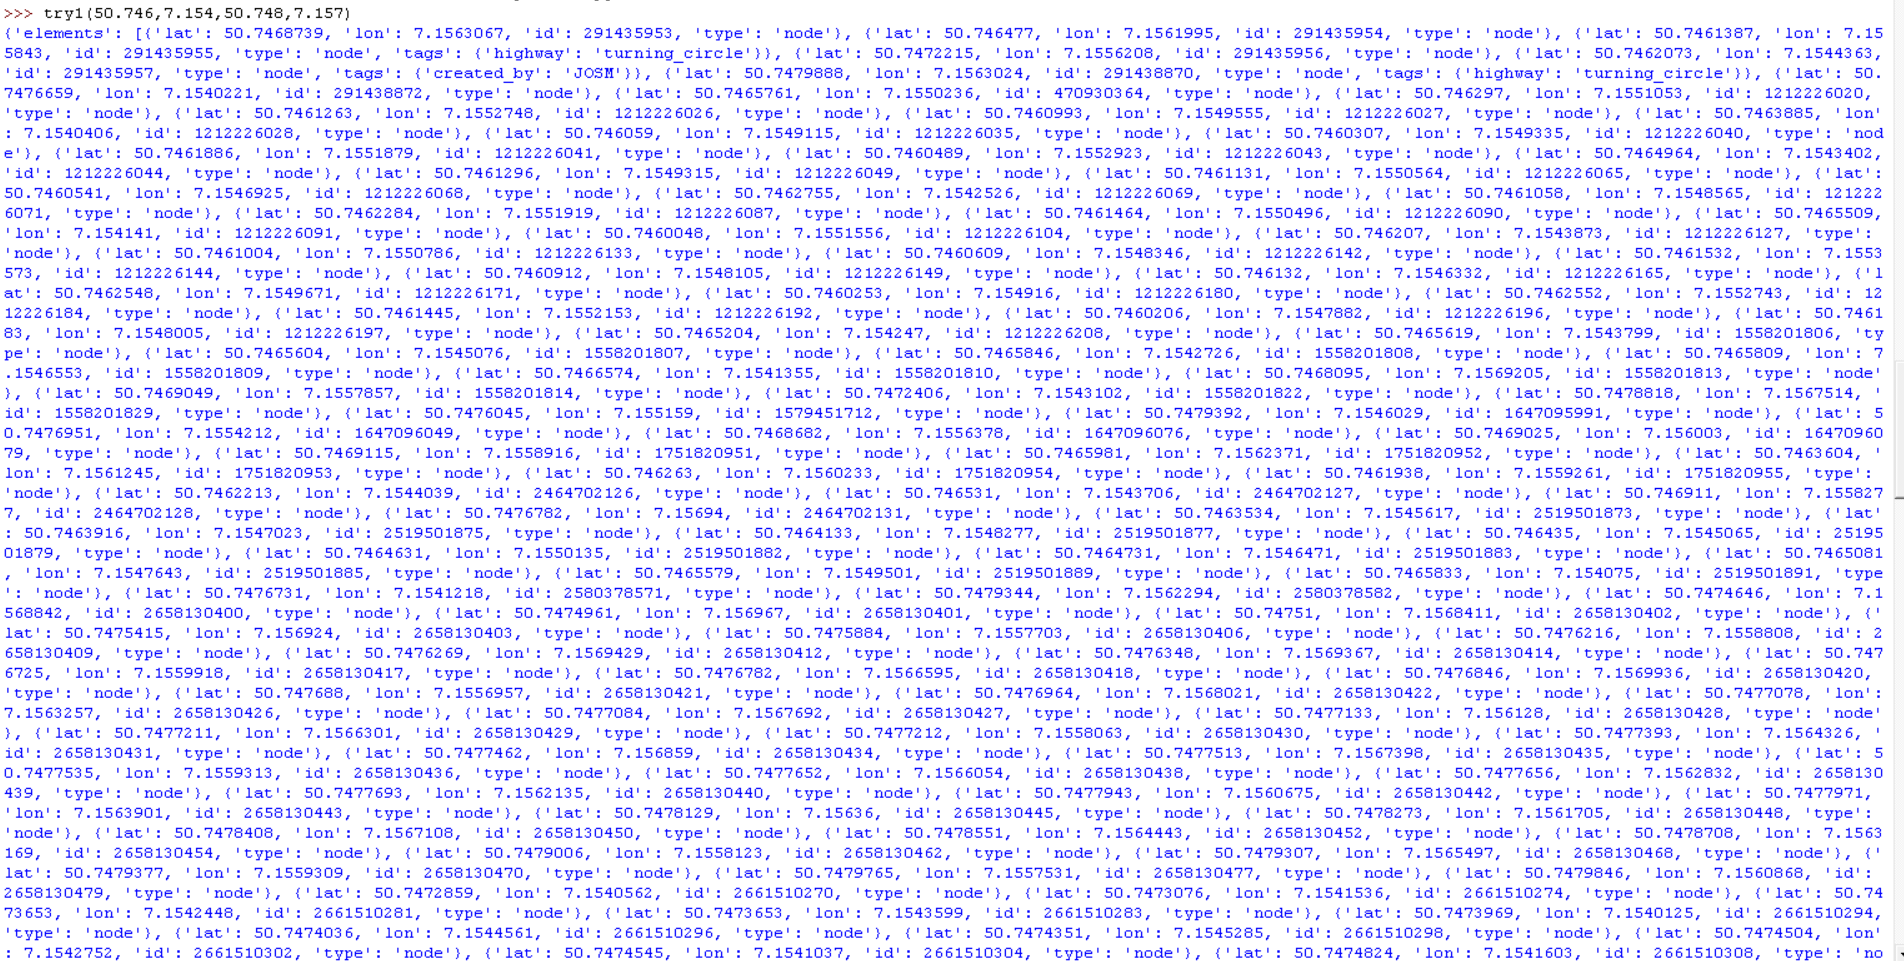 >>> try1(50.746,7.154,50.748,7.157)
{'elements': [{'lat': 50.7468739, 'lon': 7.1563067, 'id': 291435953, 'type': 'node'}, {'lat': 50.746477, 'lon': 7.1561995, 'id': 291435954, 'type': 'node'}, {'lat': 50.7461387, 'lon': 7.15
5843, 'id': 291435955, 'type': 'node', 'tags': {'highway': 'turning_circle'}}, {'lat': 50.7472215, 'lon': 7.1556208, 'id': 291435956, 'type': 'node'}, {'lat': 50.7462073, 'lon': 7.1544363,
'id': 291435957, 'type': 'node', 'tags': {'created_by': 'JOSM'}}, {'lat': 50.7479888, 'lon': 7.1563024, 'id': 291438870, 'type': 'node', 'tags': {'highway': 'turning_circle'}}, {'lat': 50.
7476659, 'lon': 7.1540221, 'id': 291438872, 'type': 'node'}, {'lat': 50.7465761, 'lon': 7.1550236, 'id': 470930364, 'type': 'node'}, {'lat': 50.746297, 'lon': 7.1551053, 'id': 1212226020,
'type': 'node'}, {'lat': 50.7461263, 'lon': 7.1552748, 'id': 1212226026, 'type': 'node'}, {'lat': 50.7460993, 'lon': 7.1549555, 'id': 1212226027, 'type': 'node'}, {'lat': 50.7463885, 'lon'
: 7.1540406, 'id': 1212226028, 'type': 'node'}, {'lat': 50.746059, 'lon': 7.1549115, 'id': 1212226035, 'type': 'node'}, {'lat': 50.7460307, 'lon': 7.1549335, 'id': 1212226040, 'type': 'nod
e'}, {'lat': 50.7461886, 'lon': 7.1551879, 'id': 1212226041, 'type': 'node'}, {'lat': 50.7460489, 'lon': 7.1552923, 'id': 1212226043, 'type': 'node'}, {'lat': 50.7464964, 'lon': 7.1543402,
'id': 1212226044, 'type': 'node'}, {'lat': 50.7461296, 'lon': 7.1549315, 'id': 1212226049, 'type': 'node'}, {'lat': 50.7461131, 'lon': 7.1550564, 'id': 1212226065, 'type': 'node'}, {'lat':
50.7460541, 'lon': 7.1546925, 'id': 1212226068, 'type': 'node'}, {'lat': 50.7462755, 'lon': 7.1542526, 'id': 1212226069, 'type': 'node'}, {'lat': 50.7461058, 'lon': 7.1548565, 'id': 121222
6071, 'type': 'node'}, {'lat': 50.7462284, 'lon': 7.1551919, 'id': 1212226087, 'type': 'node'}, {'lat': 50.7461464, 'lon': 7.1550496, 'id': 1212226090, 'type': 'node'}, {'lat': 50.7465509,
'lon': 7.154141, 'id': 1212226091, 'type': 'node'}, {'lat': 50.7460048, 'lon': 7.1551556, 'id': 1212226104, 'type': 'node'}, {'lat': 50.746207, 'lon': 7.1543873, 'id': 1212226127, 'type':
'node'}, {'lat': 50.7461004, 'lon': 7.1550786, 'id': 1212226133, 'type': 'node'}, {'lat': 50.7460609, 'lon': 7.1548346, 'id': 1212226142, 'type': 'node'}, {'lat': 50.7461532, 'lon': 7.1553
573, 'id': 1212226144, 'type': 'node'}, {'lat': 50.7460912, 'lon': 7.1548105, 'id': 1212226149, 'type': 'node'}, {'lat': 50.746132, 'lon': 7.1546332, 'id': 1212226165, 'type': 'node'}, {'l
at': 50.7462548, 'lon': 7.1549671, 'id': 1212226171, 'type': 'node'}, {'lat': 50.7460253, 'lon': 7.154916, 'id': 1212226180, 'type': 'node'}, {'lat': 50.7462552, 'lon': 7.1552743, 'id': 12
12226184, 'type': 'node'}, {'lat': 50.7461445, 'lon': 7.1552153, 'id': 1212226192, 'type': 'node'}, {'lat': 50.7460206, 'lon': 7.1547882, 'id': 1212226196, 'type': 'node'}, {'lat': 50.7461
83, 'lon': 7.1548005, 'id': 1212226197, 'type': 'node'}, {'lat': 50.7465204, 'lon': 7.154247, 'id': 1212226208, 'type': 'node'}, {'lat': 50.7465619, 'lon': 7.1543799, 'id': 1558201806, 'ty
pe': 'node'}, {'lat': 50.7465604, 'lon': 7.1545076, 'id': 1558201807, 'type': 'node'}, {'lat': 50.7465846, 'lon': 7.1542726, 'id': 1558201808, 'type': 'node'}, {'lat': 50.7465809, 'lon': 7
.1546553, 'id': 1558201809, 'type': 'node'}, {'lat': 50.7466574, 'lon': 7.1541355, 'id': 1558201810, 'type': 'node'}, {'lat': 50.7468095, 'lon': 7.1569205, 'id': 1558201813, 'type': 'node'
}, {'lat': 50.7469049, 'lon': 7.1557857, 'id': 1558201814, 'type': 'node'}, {'lat': 50.7472406, 'lon': 7.1543102, 'id': 1558201822, 'type': 'node'}, {'lat': 50.7478818, 'lon': 7.1567514, '
id': 1558201829, 'type': 'node'}, {'lat': 50.7476045, 'lon': 7.155159, 'id': 1579451712, 'type': 'node'}, {'lat': 50.7479392, 'lon': 7.1546029, 'id': 1647095991, 'type': 'node'}, {'lat': 5
0.7476951, 'lon': 7.1554212, 'id': 1647096049, 'type': 'node'}, {'lat': 50.7468682, 'lon': 7.1556378, 'id': 1647096076, 'type': 'node'}, {'lat': 50.7469025, 'lon': 7.156003, 'id': 16470960
79, 'type': 'node'}, {'lat': 50.7469115, 'lon': 7.1558916, 'id': 1751820951, 'type': 'node'}, {'lat': 50.7465981, 'lon': 7.1562371, 'id': 1751820952, 'type': 'node'}, {'lat': 50.7463604, '
lon': 7.1561245, 'id': 1751820953, 'type': 'node'}, {'lat': 50.746263, 'lon': 7.1560233, 'id': 1751820954, 'type': 'node'}, {'lat': 50.7461938, 'lon': 7.1559261, 'id': 1751820955, 'type':
'node'}, {'lat': 50.7462213, 'lon': 7.1544039, 'id': 2464702126, 'type': 'node'}, {'lat': 50.746531, 'lon': 7.1543706, 'id': 2464702127, 'type': 'node'}, {'lat': 50.746911, 'lon': 7.155827
7, 'id': 2464702128, 'type': 'node'}, {'lat': 50.7476782, 'lon': 7.15694, 'id': 2464702131, 'type': 'node'}, {'lat': 50.7463534, 'lon': 7.1545617, 'id': 2519501873, 'type': 'node'}, {'lat'
: 50.7463916, 'lon': 7.1547023, 'id': 2519501875, 'type': 'node'}, {'lat': 50.7464133, 'lon': 7.1548277, 'id': 2519501877, 'type': 'node'}, {'lat': 50.746435, 'lon': 7.1545065, 'id': 25195
01879, 'type': 'node'}, {'lat': 50.7464631, 'lon': 7.1550135, 'id': 2519501882, 'type': 'node'}, {'lat': 50.7464731, 'lon': 7.1546471, 'id': 2519501883, 'type': 'node'}, {'lat': 50.7465081
, 'lon': 7.1547643, 'id': 2519501885, 'type': 'node'}, {'lat': 50.7465579, 'lon': 7.1549501, 'id': 2519501889, 'type': 'node'}, {'lat': 50.7465833, 'lon': 7.154075, 'id': 2519501891, 'type
': 'node'}, {'lat': 50.7476731, 'lon': 7.1541218, 'id': 2580378571, 'type': 'node'}, {'lat': 50.7479344, 'lon': 7.1562294, 'id': 2580378582, 'type': 'node'}, {'lat': 50.7474646, 'lon': 7.1
568842, 'id': 2658130400, 'type': 'node'}, {'lat': 50.7474961, 'lon': 7.156967, 'id': 2658130401, 'type': 'node'}, {'lat': 50.74751, 'lon': 7.1568411, 'id': 2658130402, 'type': 'node'}, {'
lat': 50.7475415, 'lon': 7.156924, 'id': 2658130403, 'type': 'node'}, {'lat': 50.7475884, 'lon': 7.1557703, 'id': 2658130406, 'type': 'node'}, {'lat': 50.7476216, 'lon': 7.1558808, 'id': 2
658130409, 'type': 'node'}, {'lat': 50.7476269, 'lon': 7.1569429, 'id': 2658130412, 'type': 'node'}, {'lat': 50.7476348, 'lon': 7.1569367, 'id': 2658130414, 'type': 'node'}, {'lat': 50.747
6725, 'lon': 7.1559918, 'id': 2658130417, 'type': 'node'}, {'lat': 50.7476782, 'lon': 7.1566595, 'id': 2658130418, 'type': 'node'}, {'lat': 50.7476846, 'lon': 7.1569936, 'id': 2658130420,
'type': 'node'}, {'lat': 50.747688, 'lon': 7.1556957, 'id': 2658130421, 'type': 'node'}, {'lat': 50.7476964, 'lon': 7.1568021, 'id': 2658130422, 'type': 'node'}, {'lat': 50.7477078, 'lon':
7.1563257, 'id': 2658130426, 'type': 'node'}, {'lat': 50.7477084, 'lon': 7.1567692, 'id': 2658130427, 'type': 'node'}, {'lat': 50.7477133, 'lon': 7.156128, 'id': 2658130428, 'type': 'node'
}, {'lat': 50.7477211, 'lon': 7.1566301, 'id': 2658130429, 'type': 'node'}, {'lat': 50.7477212, 'lon': 7.1558063, 'id': 2658130430, 'type': 'node'}, {'lat': 50.7477393, 'lon': 7.1564326, '
id': 2658130431, 'type': 'node'}, {'lat': 50.7477462, 'lon': 7.156859, 'id': 2658130434, 'type': 'node'}, {'lat': 50.7477513, 'lon': 7.1567398, 'id': 2658130435, 'type': 'node'}, {'lat': 5
0.7477535, 'lon': 7.1559313, 'id': 2658130436, 'type': 'node'}, {'lat': 50.7477652, 'lon': 7.1566054, 'id': 2658130438, 'type': 'node'}, {'lat': 50.7477656, 'lon': 7.1562832, 'id': 2658130
439, 'type': 'node'}, {'lat': 50.7477693, 'lon': 7.1562135, 'id': 2658130440, 'type': 'node'}, {'lat': 50.7477943, 'lon': 7.1560675, 'id': 2658130442, 'type': 'node'}, {'lat': 50.7477971,
'lon': 7.1563901, 'id': 2658130443, 'type': 'node'}, {'lat': 50.7478129, 'lon': 7.15636, 'id': 2658130445, 'type': 'node'}, {'lat': 50.7478273, 'lon': 7.1561705, 'id': 2658130448, 'type':
'node'}, {'lat': 50.7478408, 'lon': 7.1567108, 'id': 2658130450, 'type': 'node'}, {'lat': 50.7478551, 'lon': 7.1564443, 'id': 2658130452, 'type': 'node'}, {'lat': 50.7478708, 'lon': 7.1563
169, 'id': 2658130454, 'type': 'node'}, {'lat': 50.7479006, 'lon': 7.1558123, 'id': 2658130462, 'type': 'node'}, {'lat': 50.7479307, 'lon': 7.1565497, 'id': 2658130468, 'type': 'node'}, {'
lat': 50.7479377, 'lon': 7.1559309, 'id': 2658130470, 'type': 'node'}, {'lat': 50.7479765, 'lon': 7.1557531, 'id': 2658130477, 'type': 'node'}, {'lat': 50.7479846, 'lon': 7.1560868, 'id':
2658130479, 'type': 'node'}, {'lat': 50.7472859, 'lon': 7.1540562, 'id': 2661510270, 'type': 'node'}, {'lat': 50.7473076, 'lon': 7.1541536, 'id': 2661510274, 'type': 'node'}, {'lat': 50.74
73653, 'lon': 7.1542448, 'id': 2661510281, 'type': 'node'}, {'lat': 50.7473653, 'lon': 7.1543599, 'id': 2661510283, 'type': 'node'}, {'lat': 50.7473969, 'lon': 7.1540125, 'id': 2661510294,
'type': 'node'}, {'lat': 50.7474036, 'lon': 7.1544561, 'id': 2661510296, 'type': 'node'}, {'lat': 50.7474351, 'lon': 7.1545285, 'id': 2661510298, 'type': 'node'}, {'lat': 50.7474504, 'lon'
: 7.1542752, 'id': 2661510302, 'type': 'node'}, {'lat': 50.7474545, 'lon': 7.1541037, 'id': 2661510304, 'type': 'node'}, {'lat': 50.7474824, 'lon': 7.1541603, 'id': 2661510308, 'type': 'no